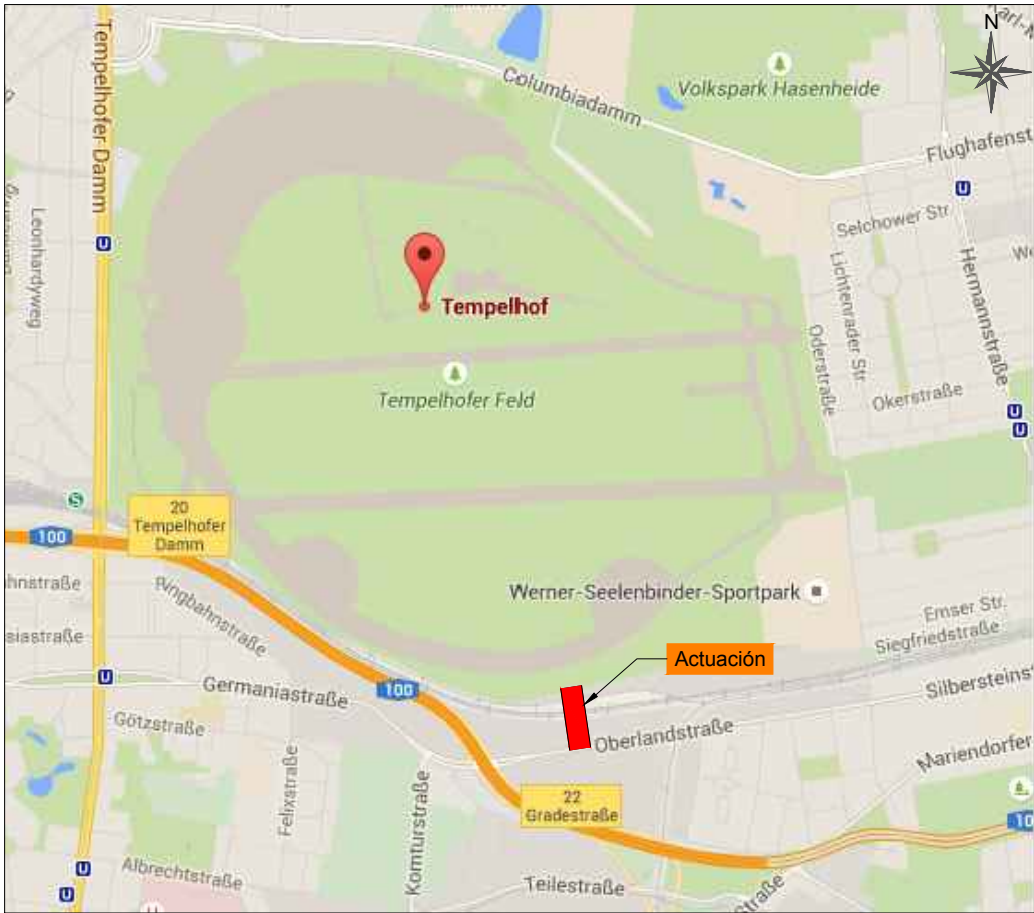 N
Tempelhofer Damm
Columbiadamm
Volkspark Hasenheide
Flughafenst
U
Selchower Str
Leonhardyweg
U
Lichtenrader Str
Hermannstraße
Tempelhof
Oderstraße
Tempelhofer Feld
Okerstraße
U
U
S
20
Tempelhofer
Damm
100
Ringbahnstraße
hnstraße
Werner-Seelenbinder-Sportpark
Emser Str.
Siegfriedstraße
siastraße
Actuación
U
Germaniastraße
100
Silbersteins
Götzstraße
Oberlandstraße
Mariendorfer
Felixstraße
Komturstraße
22
Gradestraße
10
U
Albrechtstraße
Teilestraße
U
straße